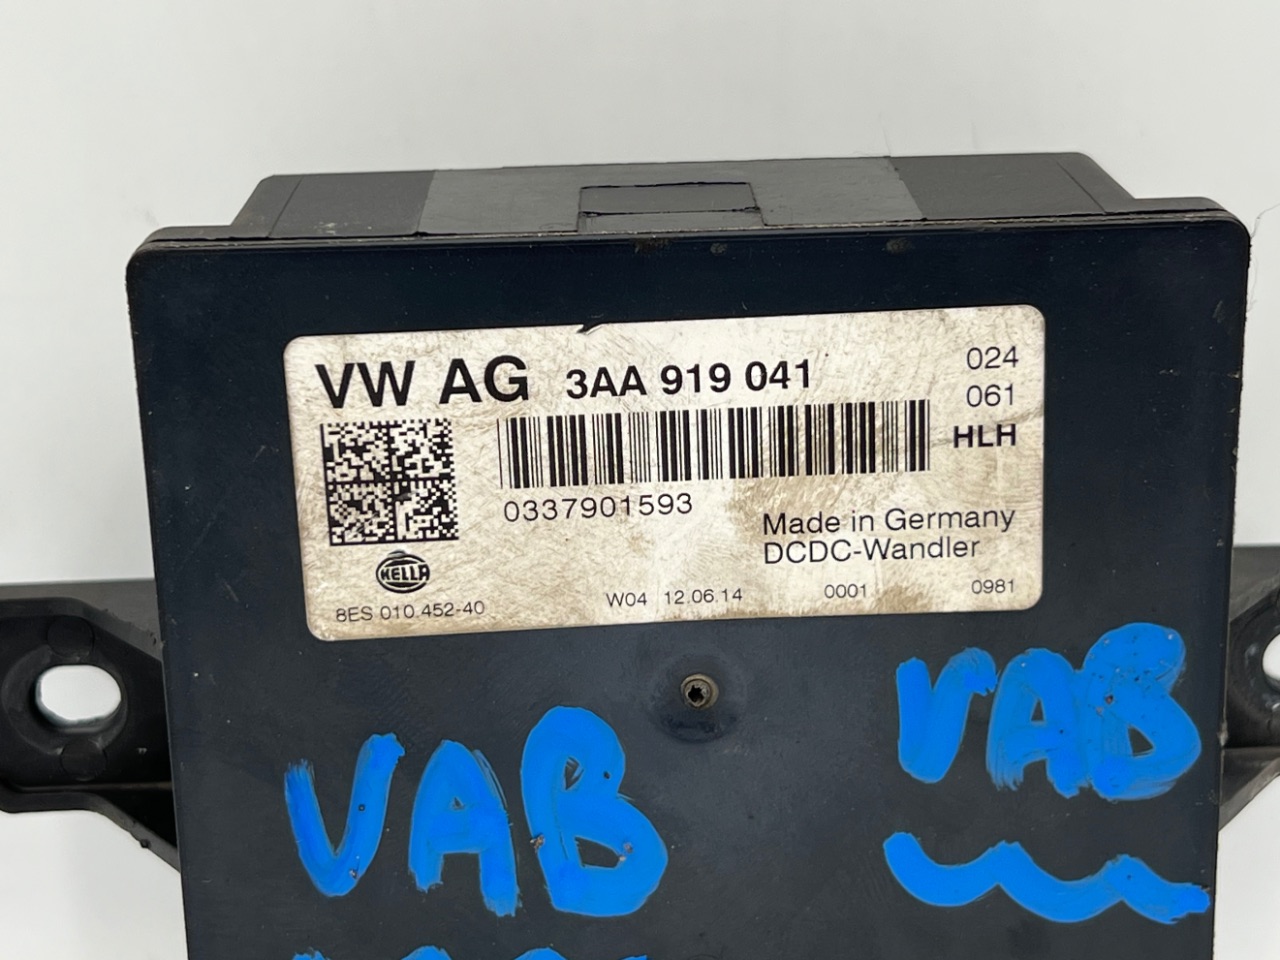 VW AG 3AA 919 041
024
061
HLH
0337901593
Made in Germany
DCDC-Wandler
HELLA
8ES 010.452-40
W04 12.06.14 0001 0981
VAB
VAB